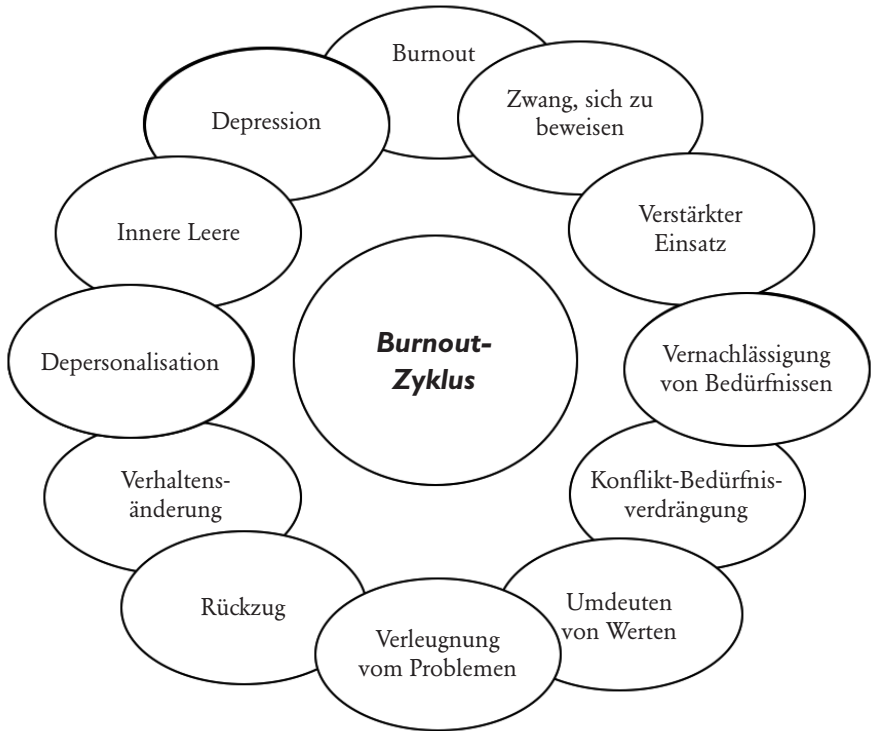 Burnout
Zwang, sich zu
beweisen
Verstärkter
Einsatz
Vernachlässigung
von Bedürfnissen
Konflikt-Bedürfnis-
verdrängung
Umdeuten
von Werten
Verleugnung
vom Problemen
Rückzug
Verhaltens-
änderung
Depersonalisation
Innere Leere
Depression
Burnout-
Zyklus